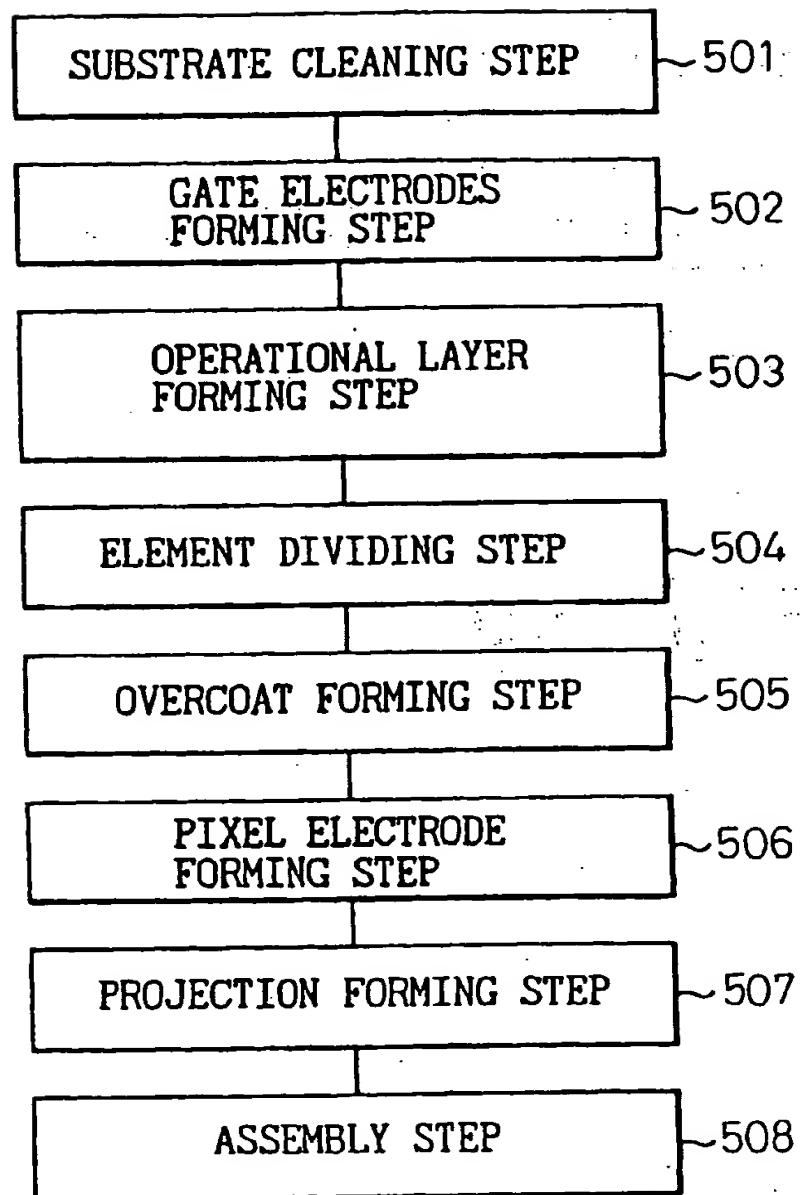 SUBSTRATE CLEANING STEP 501
GATE ELECTRODES 502
FORMING STEP
OPERATIONAL LAYER 503
FORMING STEP
ELEMENT DIVIDING STEP 504
OVERCOAT FORMING STEP 505
PIXEL ELECTRODE 506
FORMING STEP
PROJECTION FORMING STEP 507
ASSEMBLY STEP 508